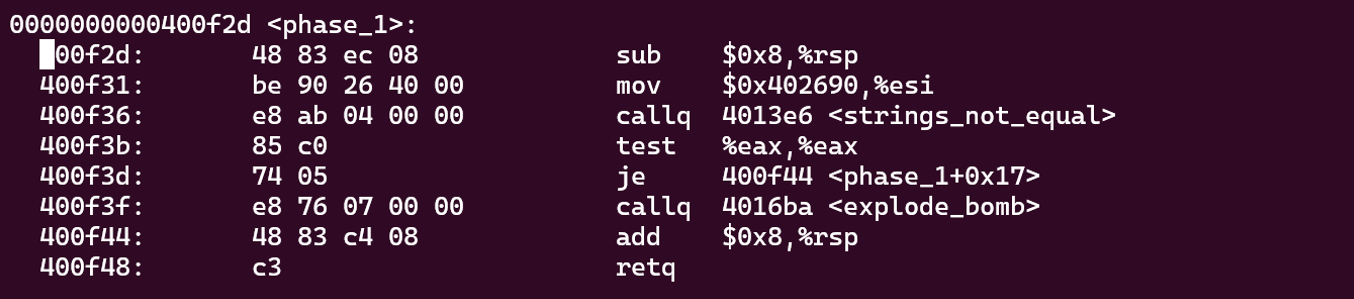 0000000000400f2d <phase_1>:
00f2d: 48 83 ec 08 sub $0x8,%rsp
400f31: be 90 26 40 00 mov $0x402690,%esi
400f36: e8 ab 04 00 00 callq 4013e6 <strings_not_equal>
400f3b: 85 c0 test %eax,%eax
400f3d: 74 05 je 400f44 <phase_1+0x17>
400f3f: e8 76 07 00 00 callq 4016ba <explode_bomb>
400f44: 48 83 c4 08 add $0x8,%rsp
400f48: c3 retq